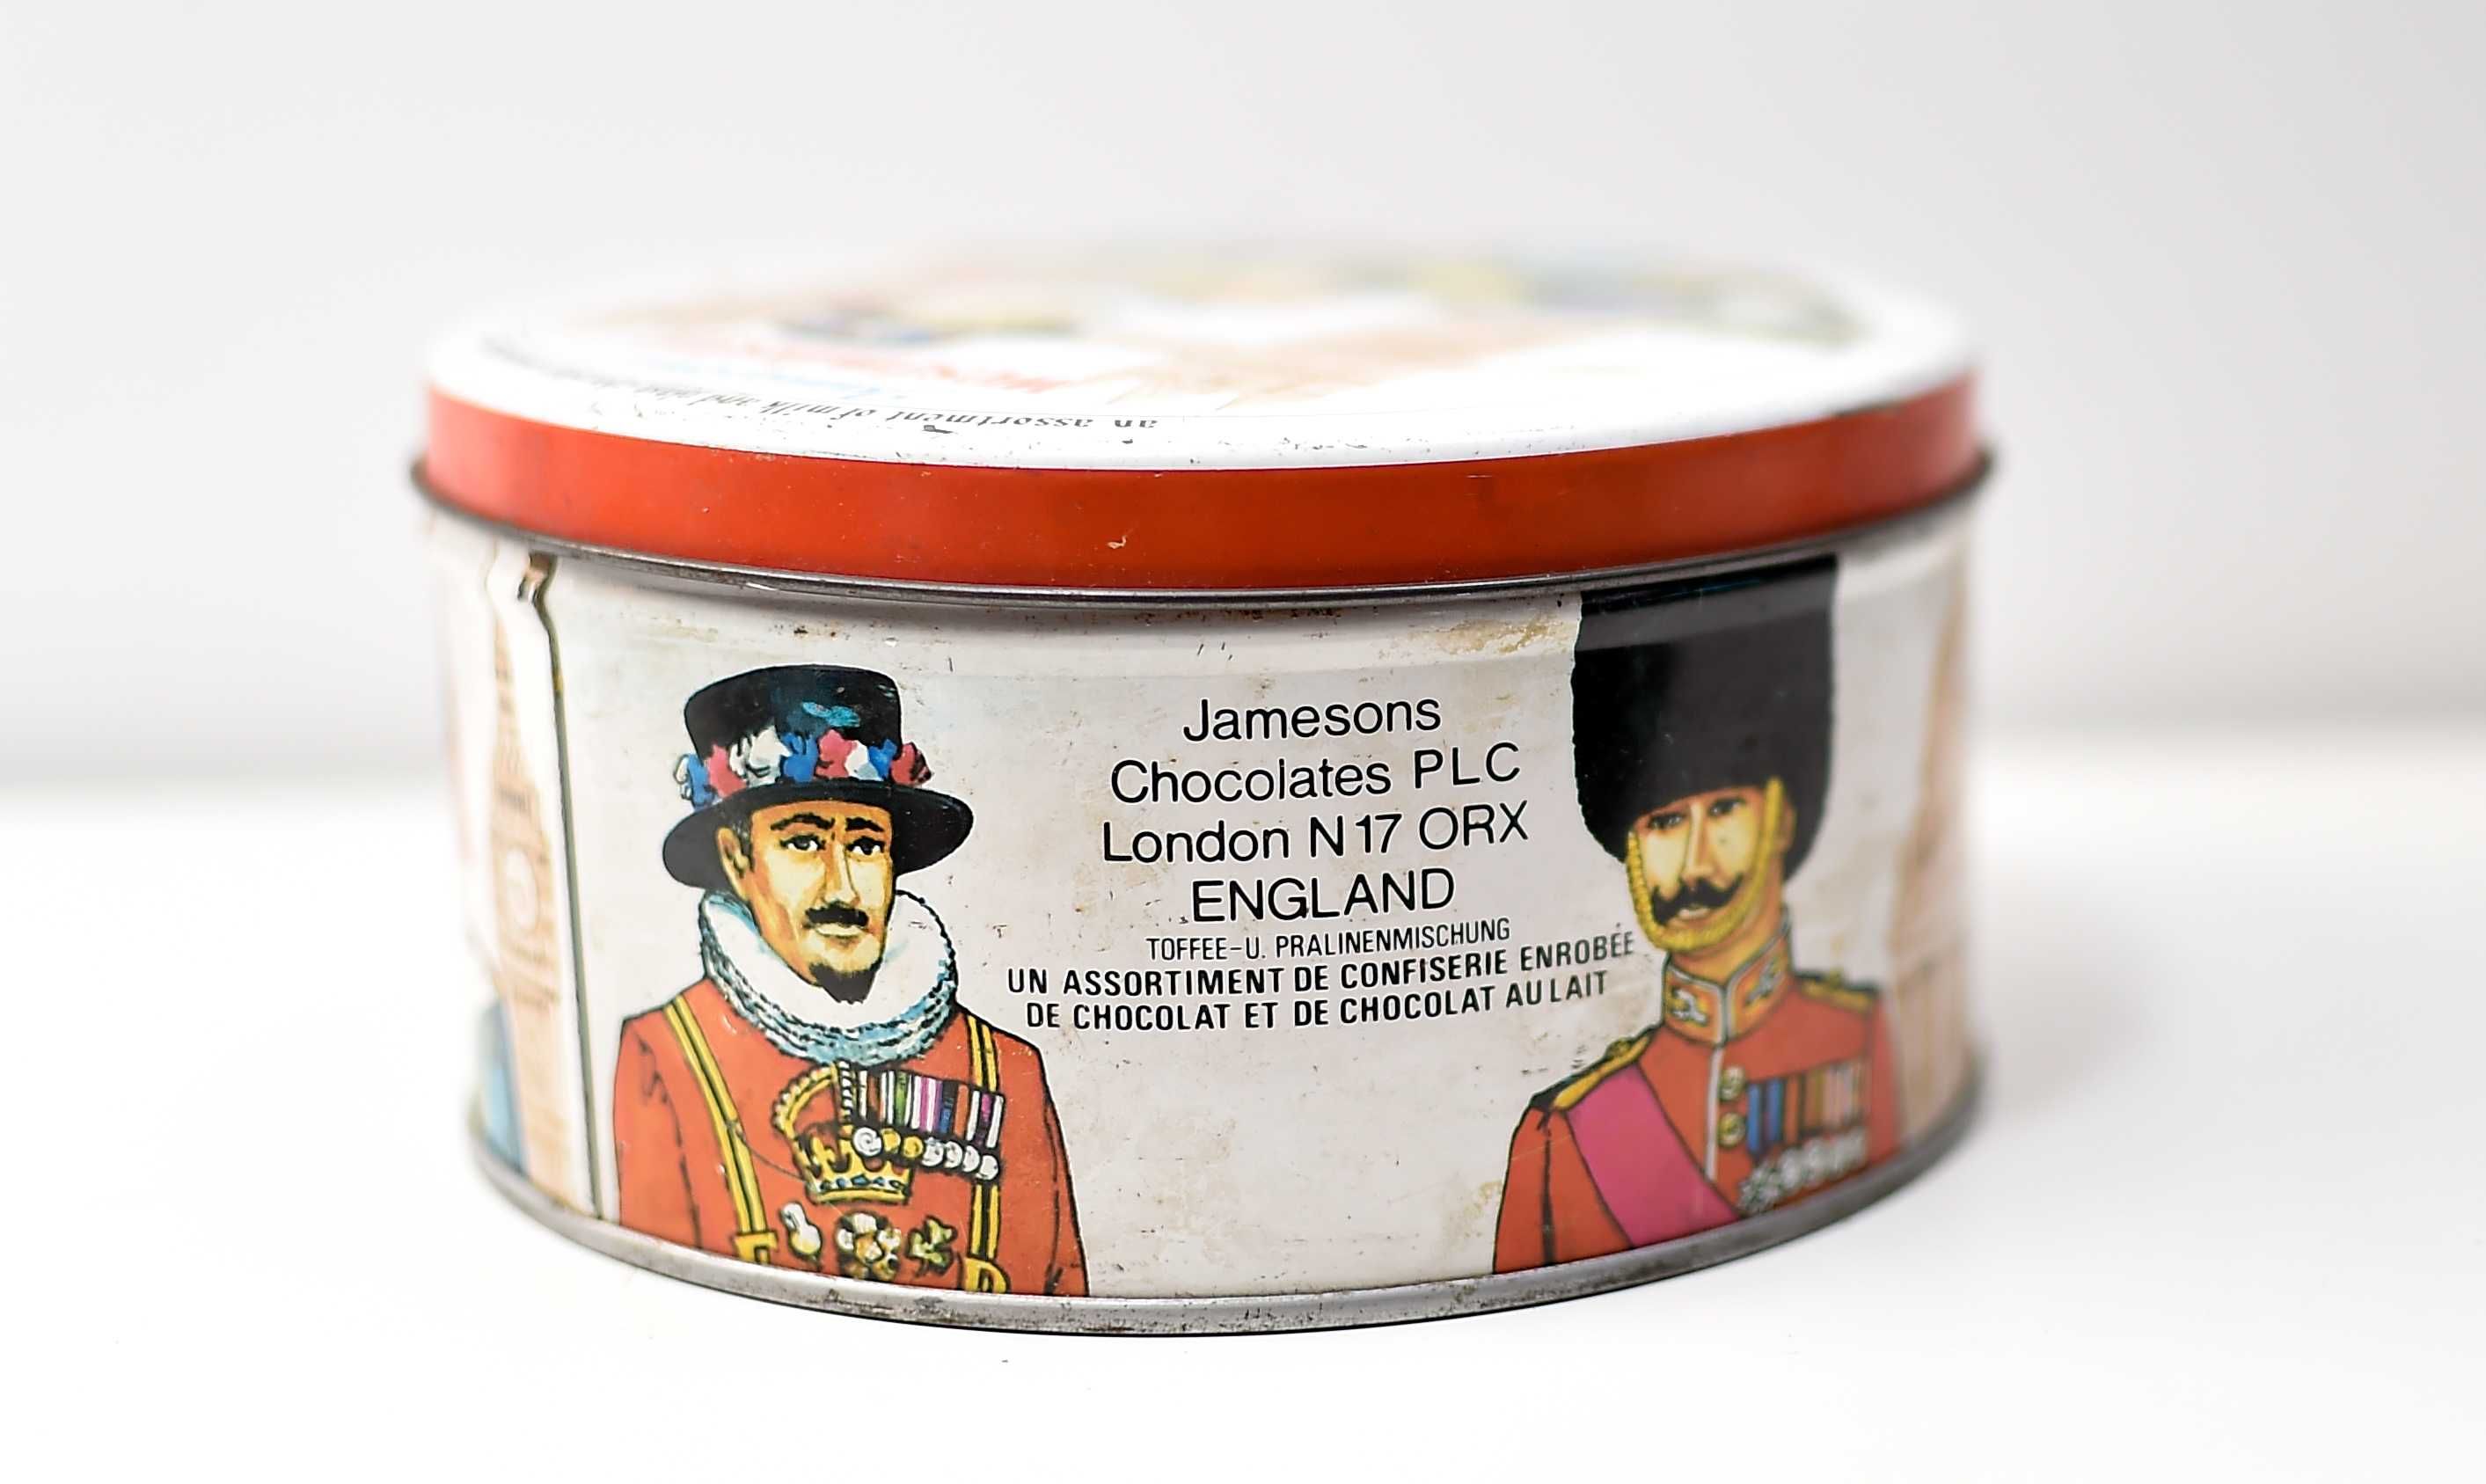 an assortment of milk and
Jamesons
Chocolates PLC
London N17 ORX
ENGLAND
TOFFEE-U. PRALINENMISCHUNG
UN ASSORTIMENT DE CONFISERIE ENROBÉE
DE CHOCOLAT ET DE CHOCOLAT AU LAIT